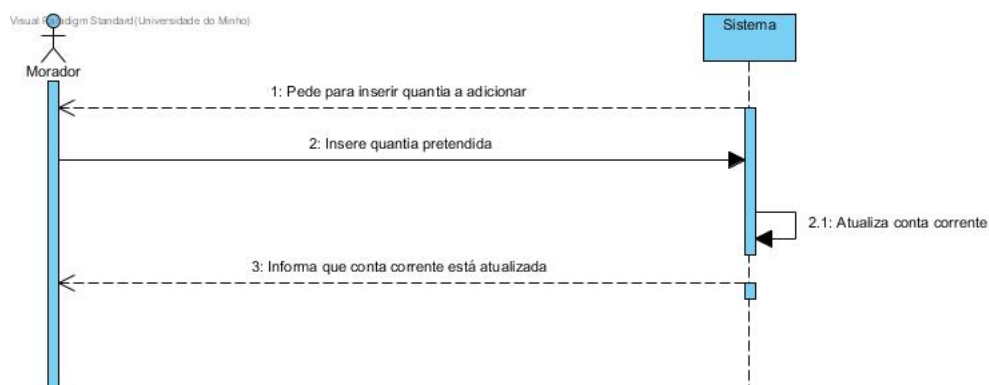 Visual Paradigm Standard(Universidade do Minho)
Sistema
Morador
1: Pede para inserir quantia a adicionar
2: Insere quantia pretendida
2.1: Atualiza conta corrente
3: Informa que conta corrente está atualizada